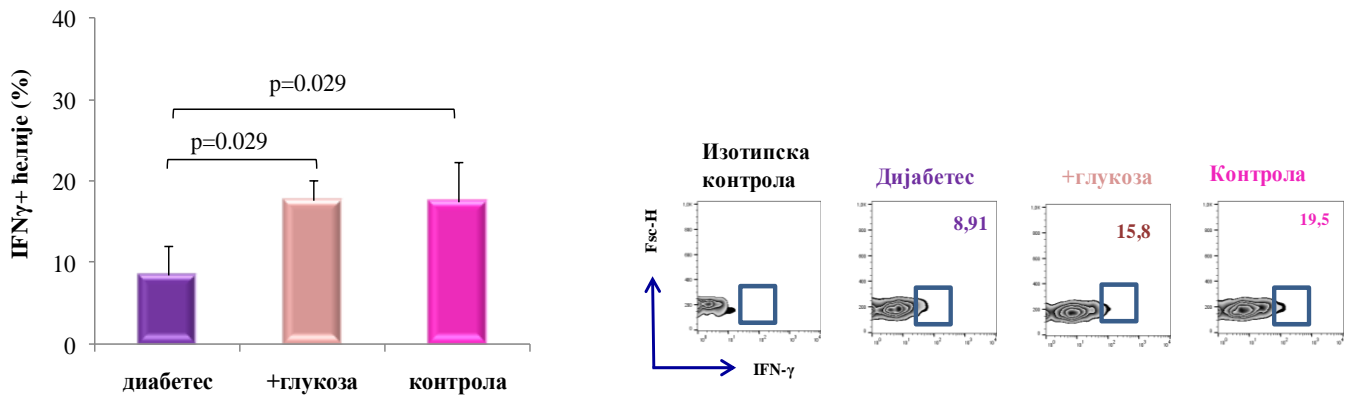 40
30
20
10
0
IFNγ+ ћелије (%)
p=0.029
p=0.029
диабетес
+глукоза
контрола
Изотипска
контрола
Дијабетес
+глукоза
Контрола
8,91
15,8
19,5
Fsc-H
IFN-γ